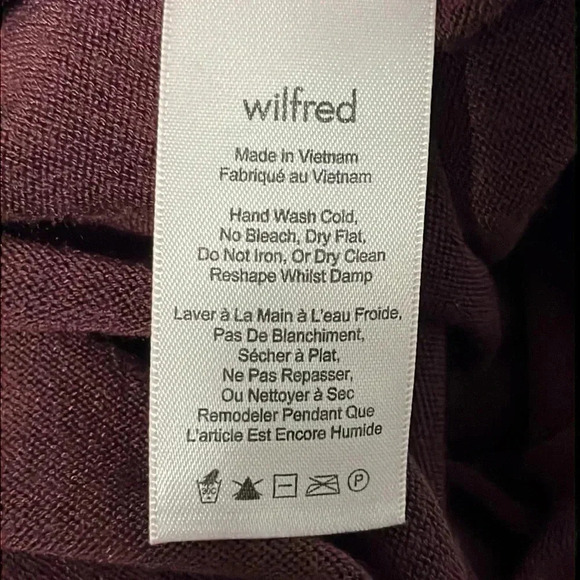 wilfred
Made in Vietnam
Fabriqué au Vietnam
Hand Wash Cold,
No Bleach, Dry Flat,
Do Not Iron, Or Dry Clean
Reshape Whilst Damp
Laver à La Main à L'eau Froide,
Pas De Blanchiment,
Sécher à Plat,
Ne Pas Repasser,
Ou Nettoyer à Sec
Remodeler Pendant Que
L'article Est Encore Humide
P